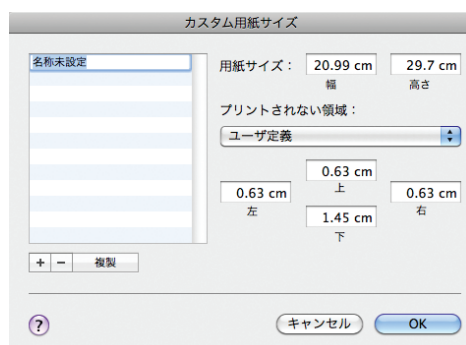 カスタム用紙サイズ
名称未設定
用紙サイズ： 20.99 cm 29.7 cm
幅 高さ
プリントされない領域：
ユーザ定義
0.63 cm
上
0.63 cm 0.63 cm
左 右
1.45 cm
下
+ − 複製
? キャンセル OK